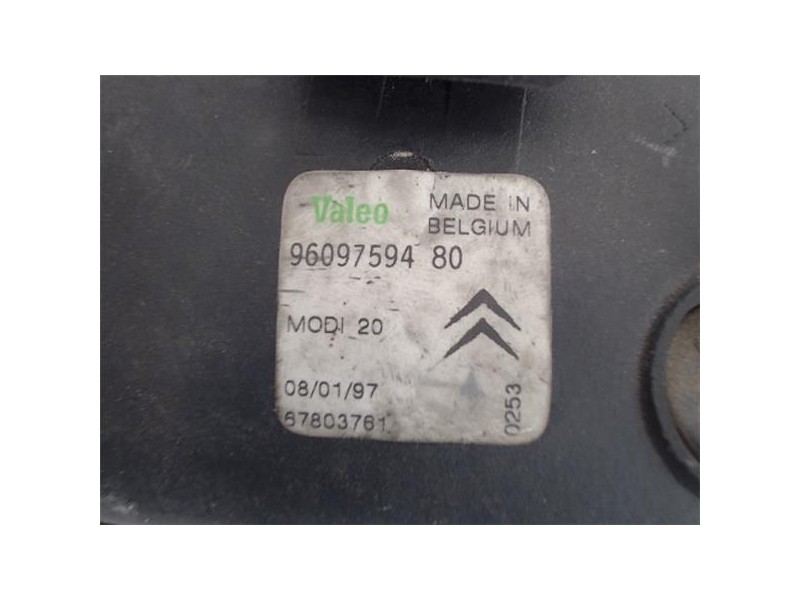 Valeo
MADE IN
BELGIUM
96097594 80
MODI 20
08/01/97
67803761
0253